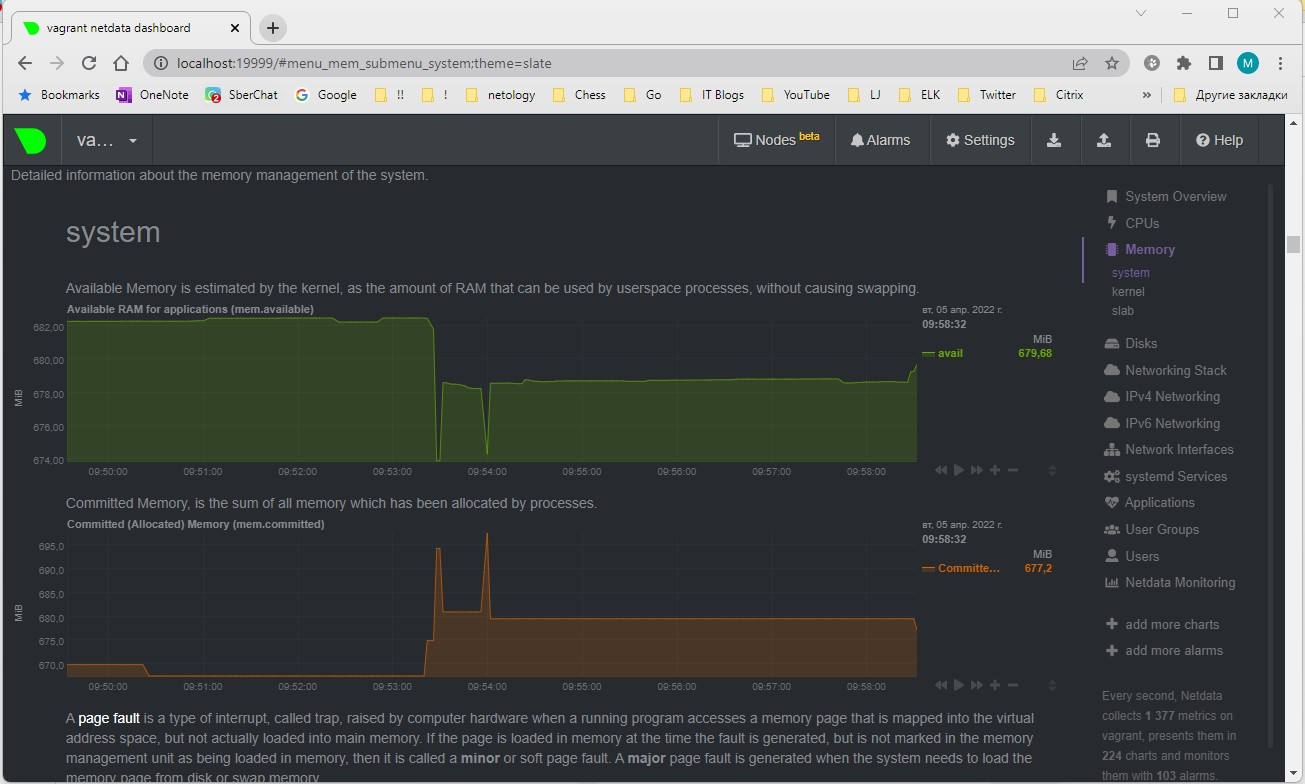 vagrant netdata dashboard
localhost:19999/#menu_mem_submenu_system;theme=slate
M
Bookmarks OneNote SberChat Google !! ! netology Chess Go IT Blogs YouTube LJ ELK Twitter Citrix » Другие закладки
va... Nodes beta Alarms Settings Help
Detailed information about the memory management of the system.
system
Available Memory is estimated by the kernel, as the amount of RAM that can be used by userspace processes, without causing swapping.
Available RAM for applications (mem.available)
вт, 05 апр. 2022 г.
09:58:32
MiB
avail 679,68
MiB
682,00
680,00
678,00
676,00
674,00
09:50:00 09:51:00 09:52:00 09:53:00 09:54:00 09:55:00 09:56:00 09:57:00 09:58:00
Committed Memory, is the sum of all memory which has been allocated by processes.
Committed (Allocated) Memory (mem.committed)
вт, 05 апр. 2022 г.
09:58:32
MiB
Committe... 677,2
MiB
695,0
690,0
685,0
680,0
675,0
670,0
09:50:00 09:51:00 09:52:00 09:53:00 09:54:00 09:55:00 09:56:00 09:57:00 09:58:00
A page fault is a type of interrupt, called trap, raised by computer hardware when a running program accesses a memory page that is mapped into the virtual
address space, but not actually loaded into main memory. If the page is loaded in memory at the time the fault is generated, but is not marked in the memory
management unit as being loaded in memory, then it is called a minor or soft page fault. A major page fault is generated when the system needs to load the
memory page from disk or swap memory.
System Overview
CPUs
Memory
system
kernel
slab
Disks
Networking Stack
IPv4 Networking
IPv6 Networking
Network Interfaces
systemd Services
Applications
User Groups
Users
Netdata Monitoring
add more charts
add more alarms
Every second, Netdata
collects 1 377 metrics on
vagrant, presents them in
224 charts and monitors
them with 103 alarms.